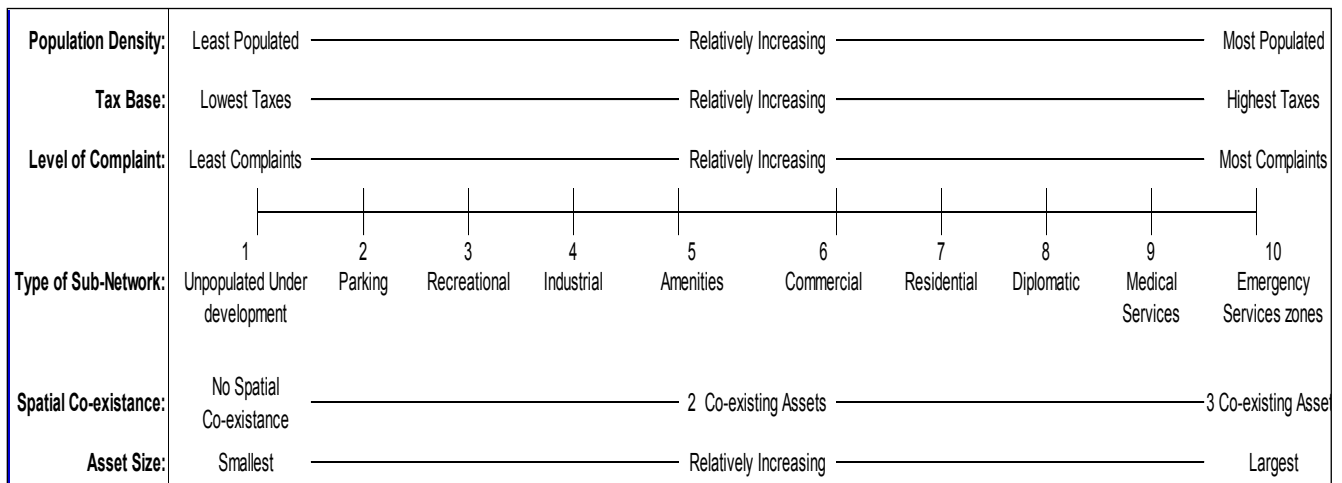 Population Density: Least Populated Relatively Increasing Most Populated
Tax Base: Lowest Taxes Relatively Increasing Highest Taxes
Level of Complaint: Least Complaints Relatively Increasing Most Complaints
1 2 3 4 5 6 7 8 9 10
Type of Sub-Network: Unpopulated Under Parking Recreational Industrial Amenities Commercial Residential Diplomatic Medical Emergency
development Services Services zones
No Spatial
Spatial Co-existance: 2 Co-existing Assets 3 Co-existing Asset
Co-existance
Asset Size: Smallest Relatively Increasing Largest